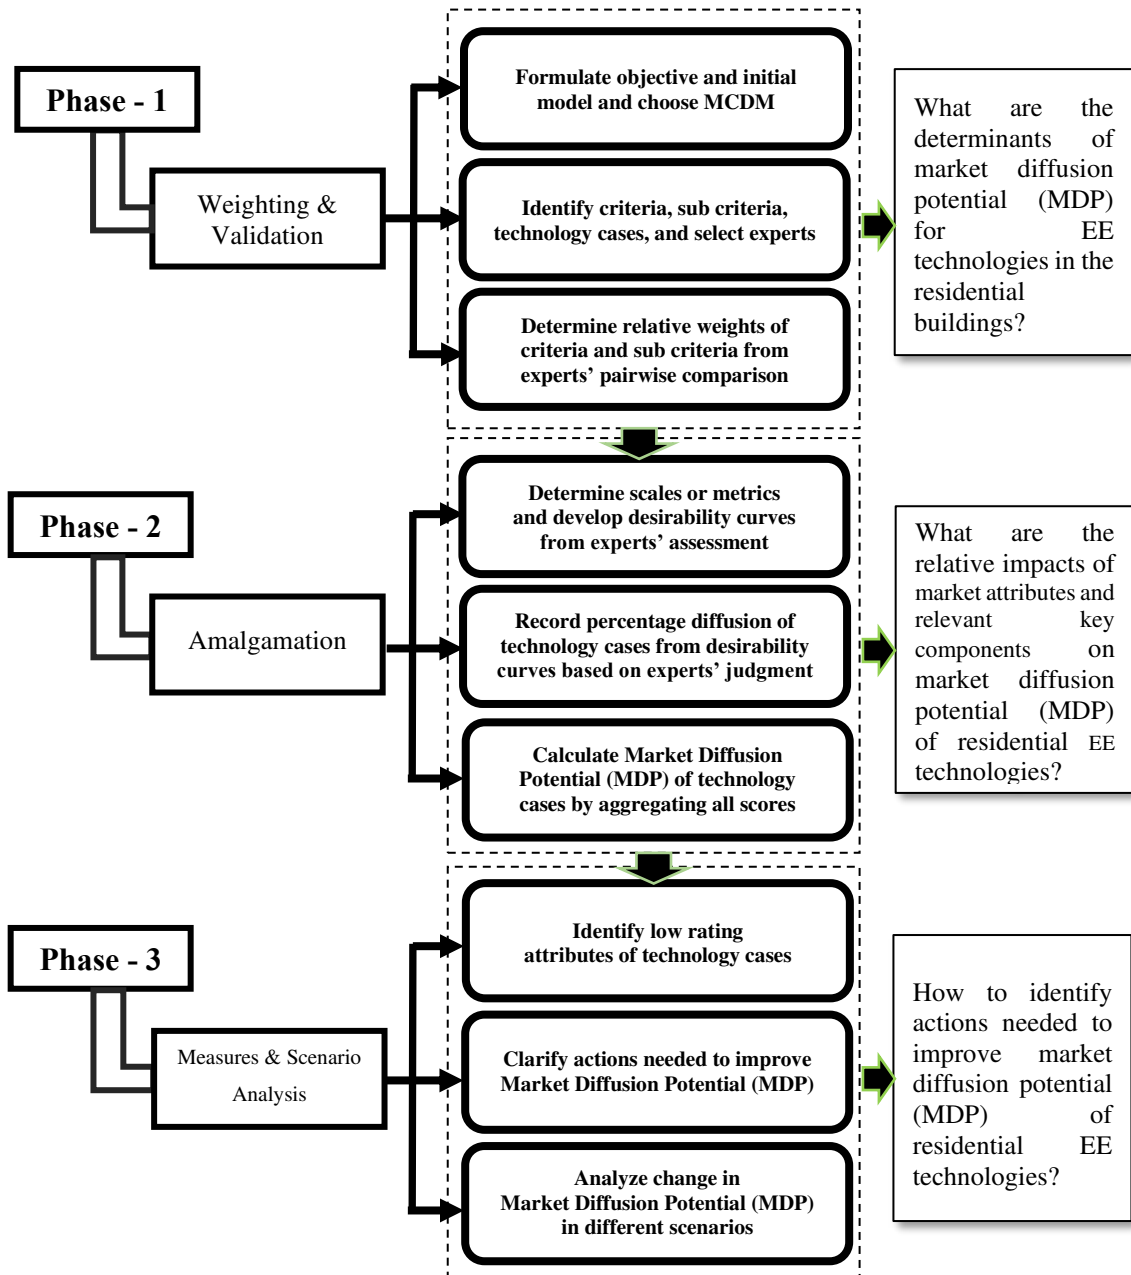 Phase - 1
Weighting &
Validation
Formulate objective and initial
model and choose MCDM
Identify criteria, sub criteria,
technology cases, and select experts
Determine relative weights of
criteria and sub criteria from
experts’ pairwise comparison
What are the
determinants of
market diffusion
potential (MDP)
for EE
technologies in the
residential
buildings?
Phase - 2
Amalgamation
Determine scales or metrics
and develop desirability curves
from experts’ assessment
Record percentage diffusion of
technology cases from desirability
curves based on experts’ judgment
Calculate Market Diffusion
Potential (MDP) of technology
cases by aggregating all scores
What are the
relative impacts of
market attributes and
relevant key
components on
market diffusion
potential (MDP)
of residential EE
technologies?
Phase - 3
Measures & Scenario
Analysis
Identify low rating
attributes of technology cases
Clarify actions needed to improve
Market Diffusion Potential (MDP)
Analyze change in
Market Diffusion Potential (MDP)
in different scenarios
How to identify
actions needed to
improve market
diffusion potential
(MDP) of
residential EE
technologies?